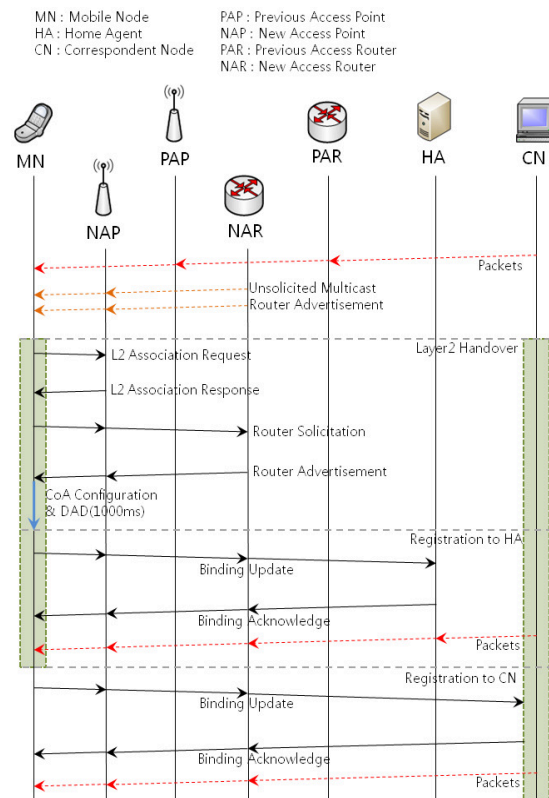 MN : Mobile Node
HA : Home Agent
CN : Correspondent Node
PAP : Previous Access Point
NAP : New Access Point
PAR : Previous Access Router
NAR : New Access Router
MN
PAP
PAR
HA
CN
NAP
NAR
Packets
Unsolicited Multicast
Router Advertisement
Layer2 Handover
L2 Association Request
L2 Association Response
Router Solicitation
Router Advertisement
CoA Configuration
& DAD(1000ms)
Registration to HA
Binding Update
Binding Acknowledge
Packets
Registration to CN
Binding Update
Binding Acknowledge
Packets